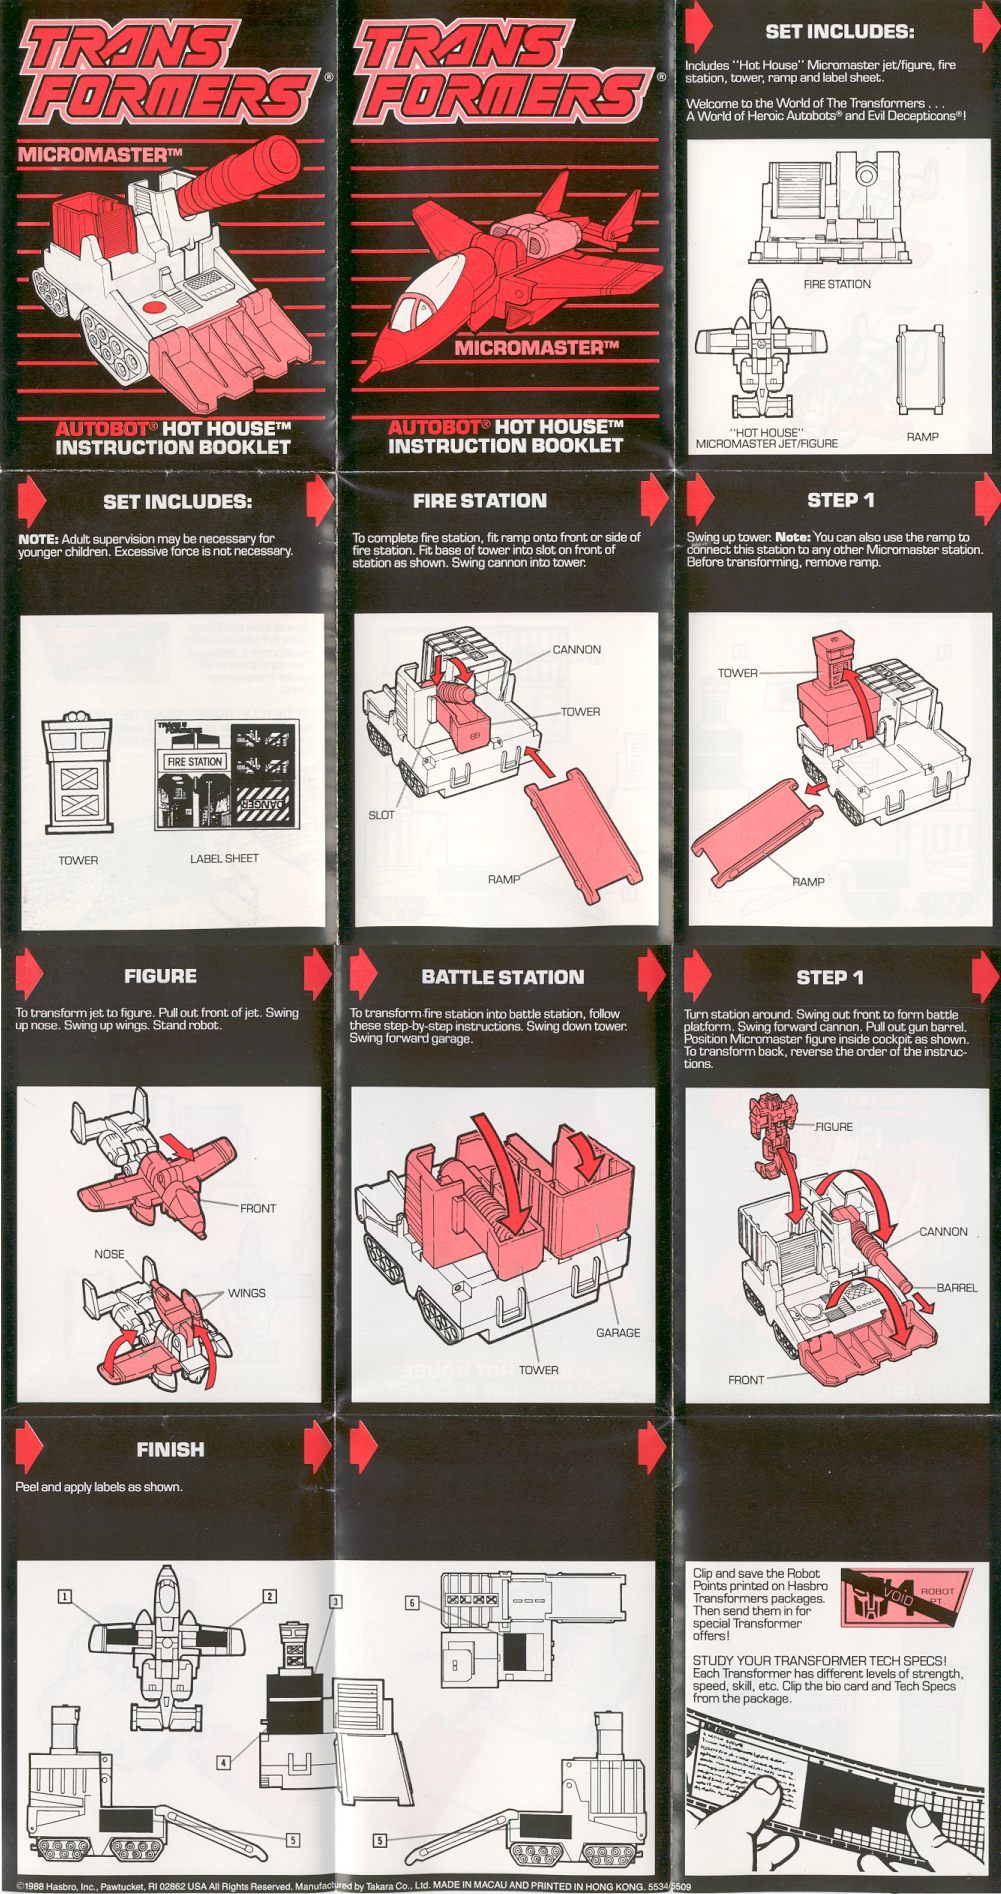 TRANS
FORMERS®
MICROMASTER™
AUTOBOT® HOT HOUSE™
INSTRUCTION BOOKLET
TRANS
FORMERS®
MICROMASTER™
AUTOBOT® HOT HOUSE™
INSTRUCTION BOOKLET
SET INCLUDES:
Includes "Hot House" Micromaster jet/figure, fire
station, tower, ramp and label sheet.
Welcome to the World of The Transformers . . .
A World of Heroic Autobots® and Evil Decepticons®!
FIRE STATION
"HOT HOUSE"
MICROMASTER JET/FIGURE
RAMP
SET INCLUDES:
NOTE: Adult supervision may be necessary for
younger children. Excessive force is not necessary.
TRANS
FORMERS
FIRE STATION
DANGER
TOWER
LABEL SHEET
FIRE STATION
To complete fire station, fit ramp onto front or side of
fire station. Fit base of tower into slot on front of
station as shown. Swing cannon into tower.
CANNON
TOWER
SLOT
RAMP
STEP 1
Swing up tower. Note: You can also use the ramp to
connect this station to any other Micromaster station.
Before transforming, remove ramp.
TOWER
RAMP
FIGURE
To transform jet to figure. Pull out front of jet. Swing
up nose. Swing up wings. Stand robot.
FRONT
NOSE
WINGS
BATTLE STATION
To transform fire station into battle station, follow
these step-by-step instructions. Swing down tower.
Swing forward garage.
GARAGE
TOWER
STEP 1
Turn station around. Swing out front to form battle
platform. Swing forward cannon. Pull out gun barrel.
Position Micromaster figure inside cockpit as shown.
To transform back, reverse the order of the instruc-
tions.
FIGURE
CANNON
BARREL
FRONT
FINISH
Peel and apply labels as shown.
1
2
3
4
5
6
5
Clip and save the Robot
Points printed on Hasbro
Transformers packages.
Then send them in for
special Transformer
offers!
VOID
ROBOT
PT.
STUDY YOUR TRANSFORMER TECH SPECS!
Each Transformer has different levels of strength,
speed, skill, etc. Clip the bio card and Tech Specs
from the package.
©1988 Hasbro, Inc., Pawtucket, RI 02862 USA All Rights Reserved. Manufactured by Takara Co., Ltd. MADE IN MACAU AND PRINTED IN HONG KONG. 5534/5509